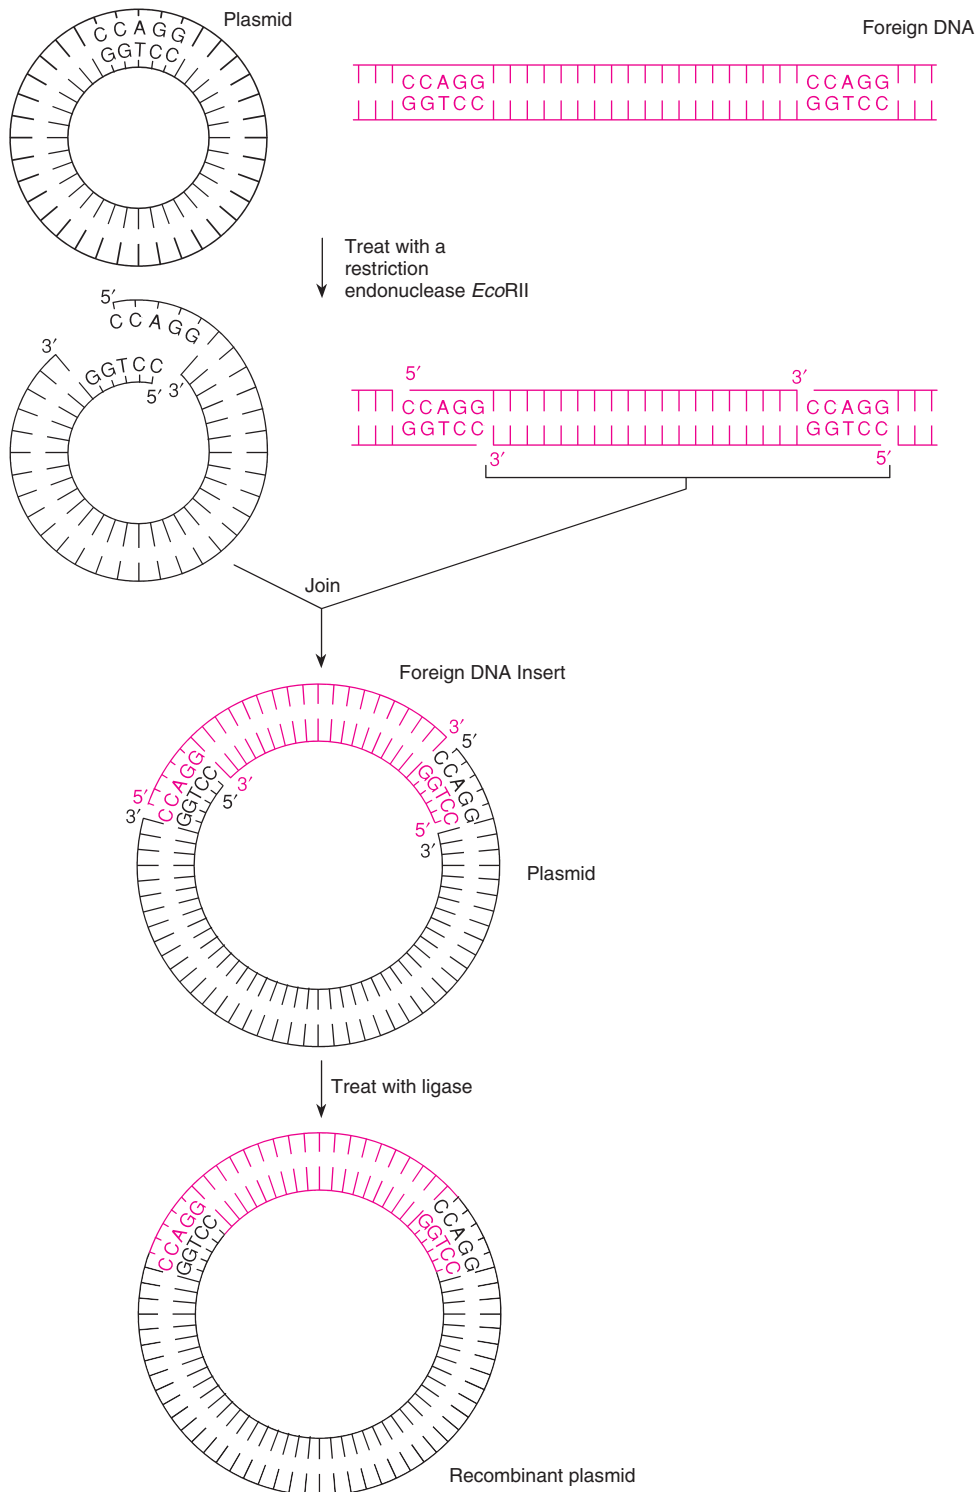 Plasmid
Foreign DNA
CCAGG
GGTCC
CCAGG
GGTCC
CCAGG
GGTCC
Treat with a
restriction
endonuclease EcoRII
5′
CCAGG
3′
GGTCC
5′ 3′
5′
3′
CCAGG
GGTCC
CCAGG
GGTCC
3′
5′
Join
Foreign DNA Insert
3′
5′
CCAGG
GGTCC
3′
5′
5′
3′
CCAGG
GGTCC
5′
3′
Plasmid
Treat with ligase
CCAGG
GGTCC
CCAGG
GGTCC
Recombinant plasmid